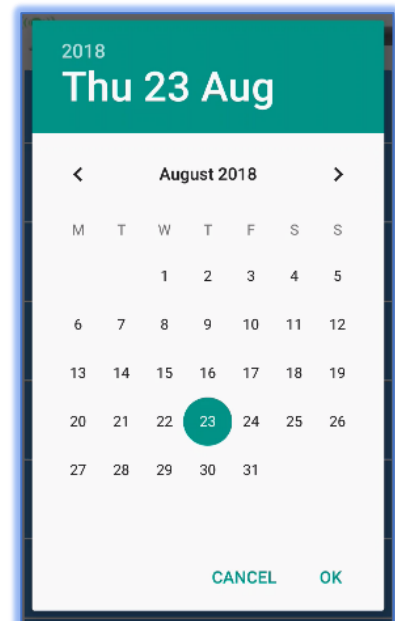 2018
Thu 23 Aug
August 2018
M T W T F S S
1 2 3 4 5
6 7 8 9 10 11 12
13 14 15 16 17 18 19
20 21 22 23 24 25 26
27 28 29 30 31
CANCEL OK